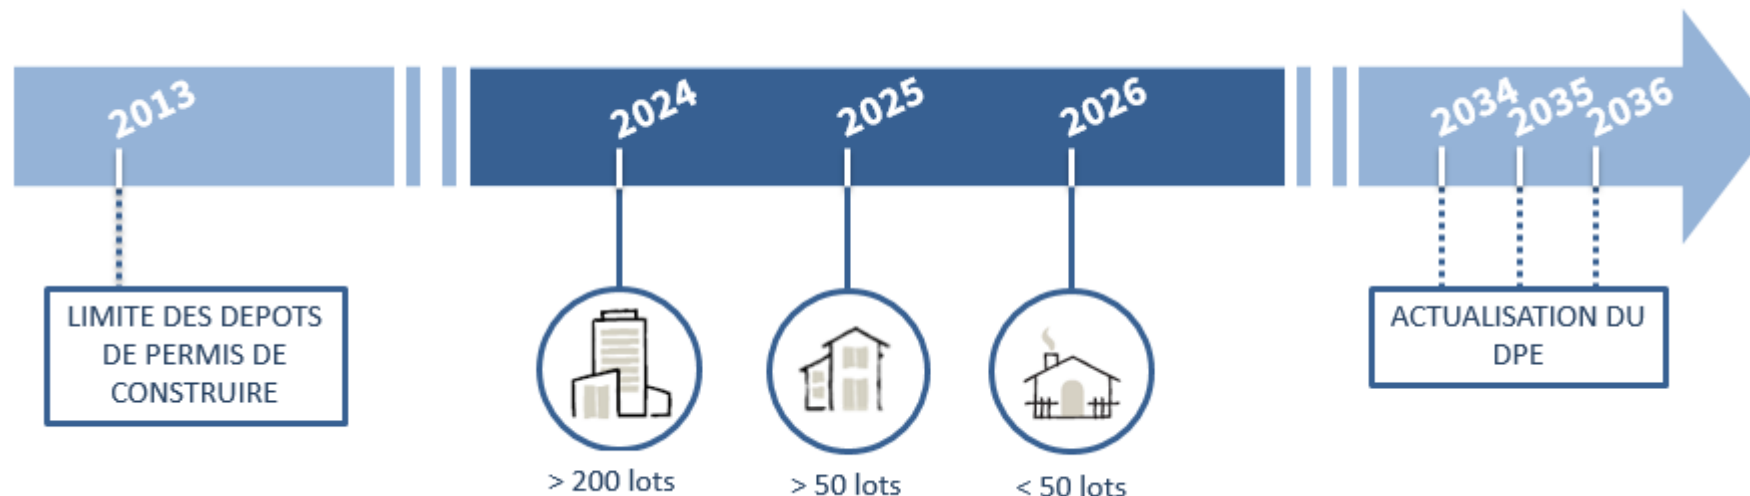 2013
2024
2025
2026
2034
2035
2036
LIMITE DES DEPOTS
DE PERMIS DE
CONSTRUIRE
ACTUALISATION DU
DPE
> 200 lots
> 50 lots
< 50 lots